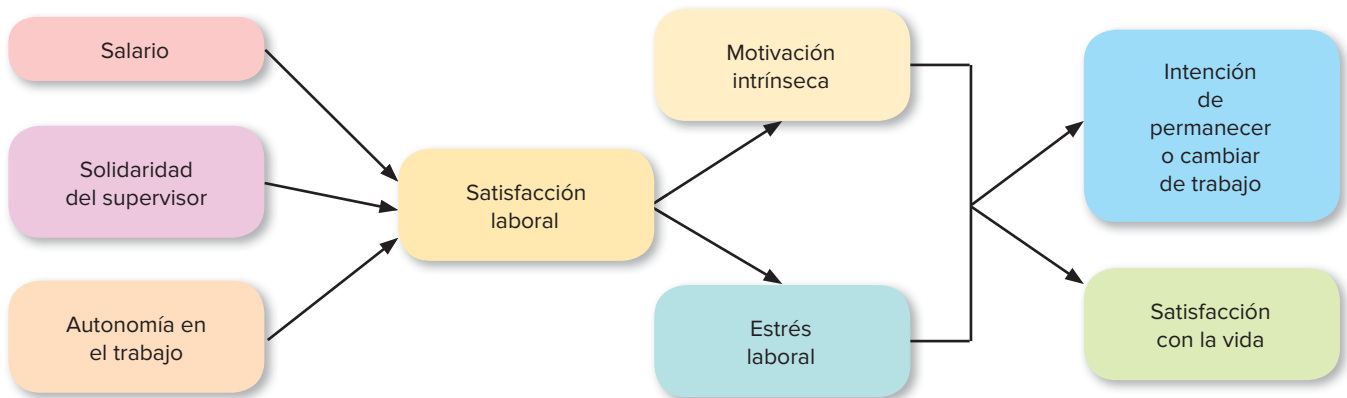 Salario
Solidaridad
del supervisor
Autonomía en
el trabajo
Satisfacción
laboral
Motivación
intrínseca
Estrés
laboral
Intención
de
permanecer
o cambiar
de trabajo
Satisfacción
con la vida